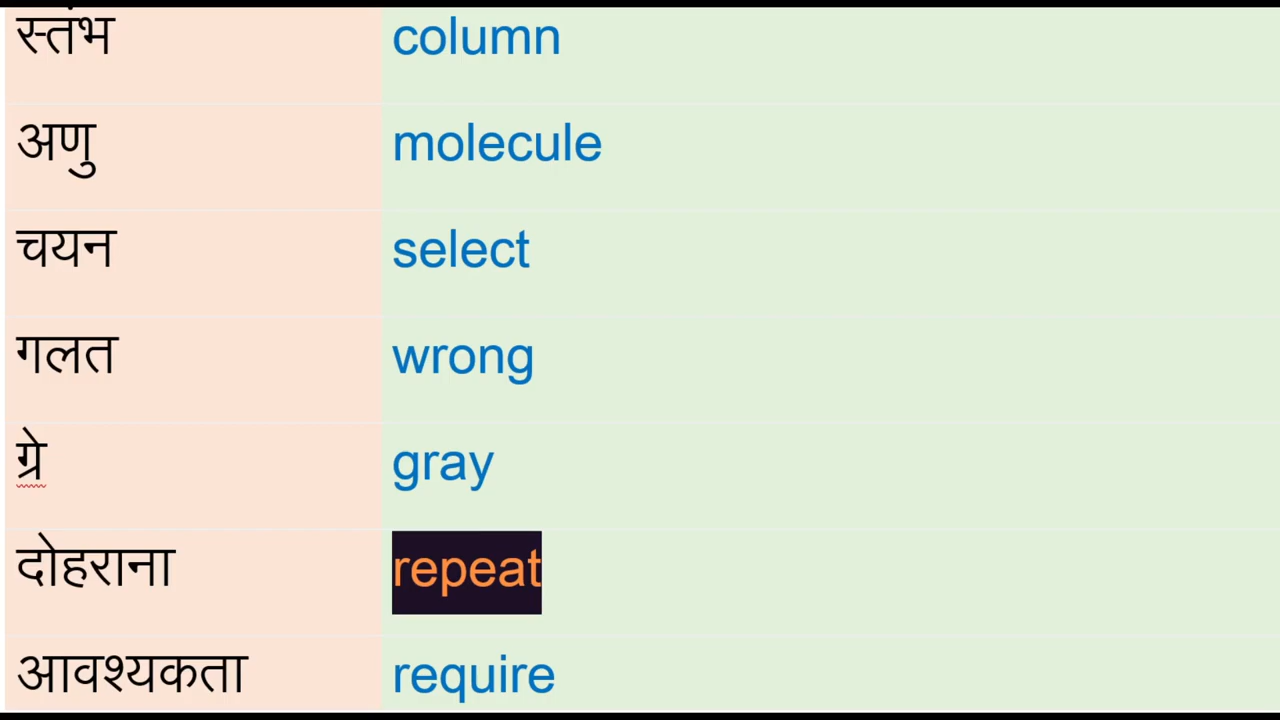 स्तंभ column
अणु molecule
चयन select
गलत wrong
ग्रे gray
दोहराना repeat
आवश्यकता require